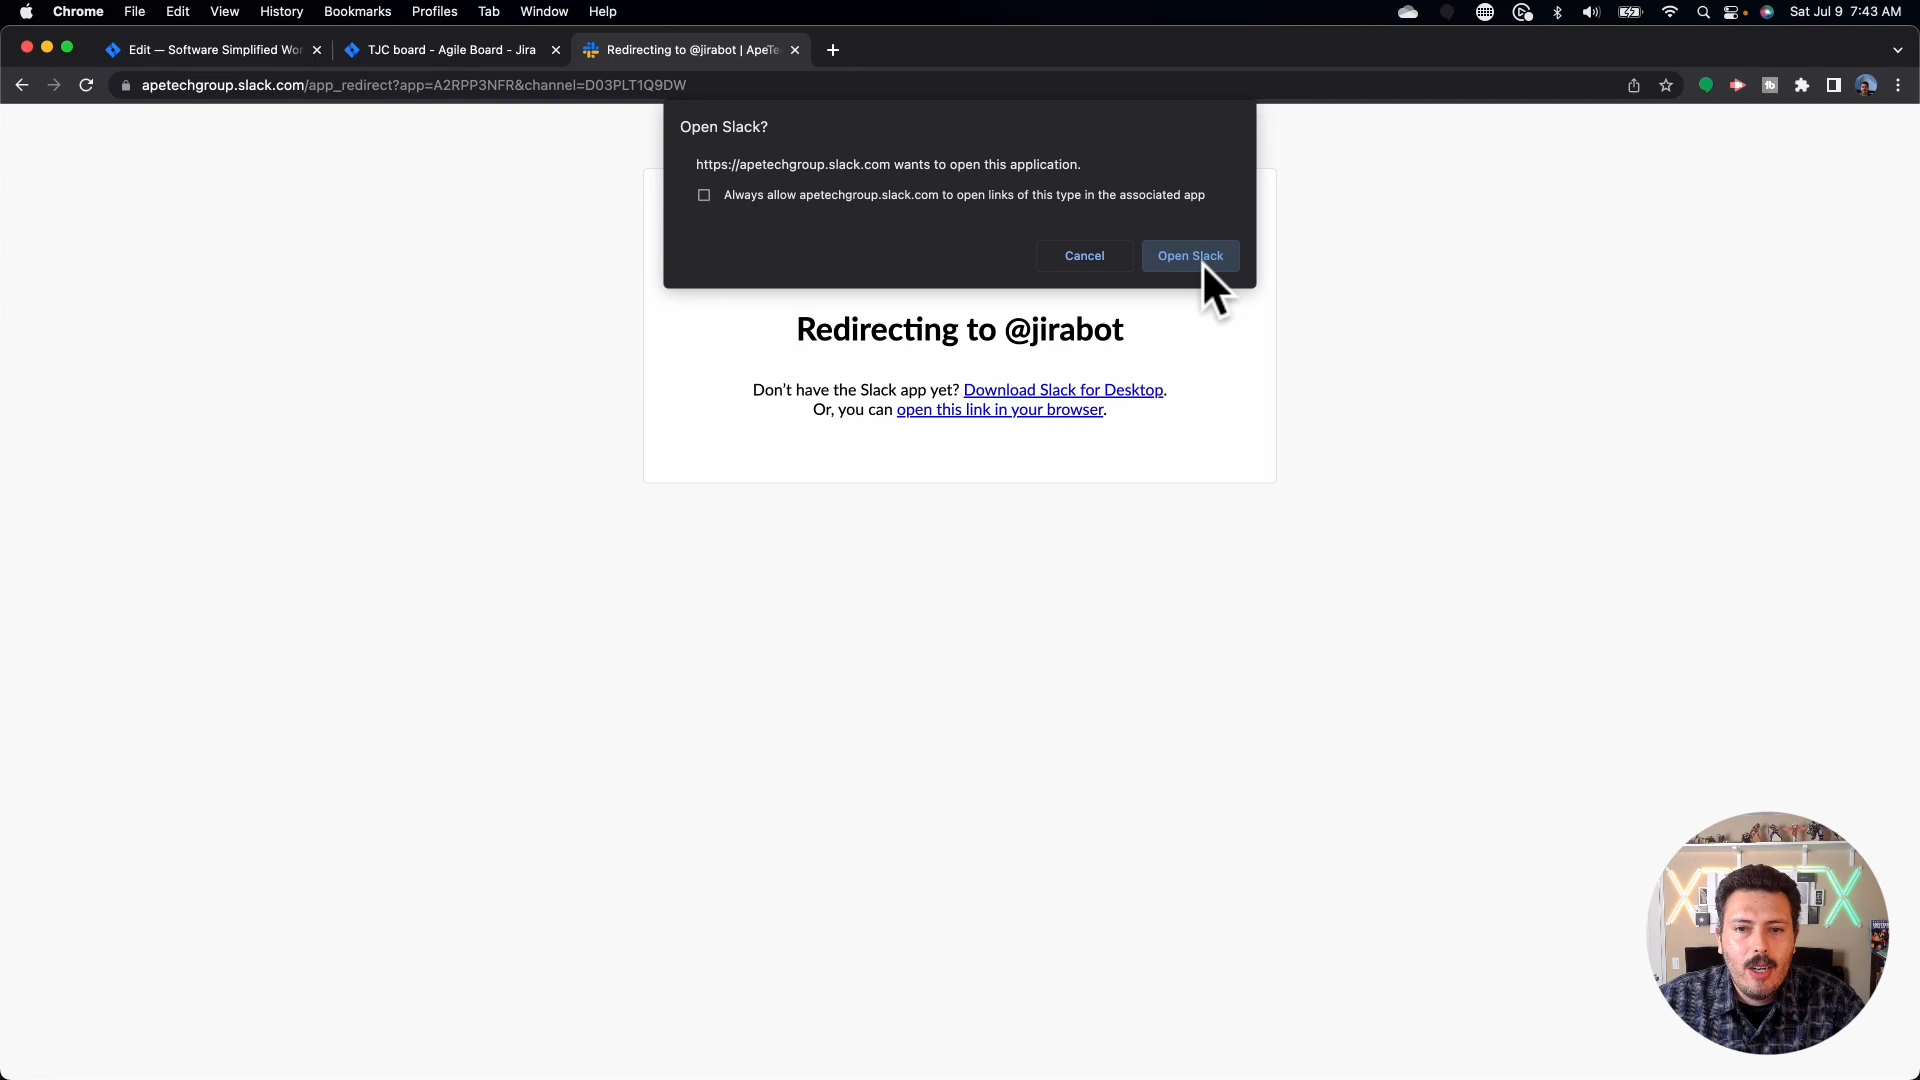 Chrome File Edit View History Bookmarks Profiles Tab Window Help Sat Jul 9 7:43 AM
Edit — Software Simplified Wor TJC board - Agile Board - Jira Redirecting to @jirabot | ApeTe
apetechgroup.slack.com/app_redirect?app=A2RPP3NFR&channel=D03PLT1Q9DW
Open Slack?
https://apetechgroup.slack.com wants to open this application.
Always allow apetechgroup.slack.com to open links of this type in the associated app
Cancel Open Slack
Redirecting to @jirabot
Don't have the Slack app yet? Download Slack for Desktop.
Or, you can open this link in your browser.